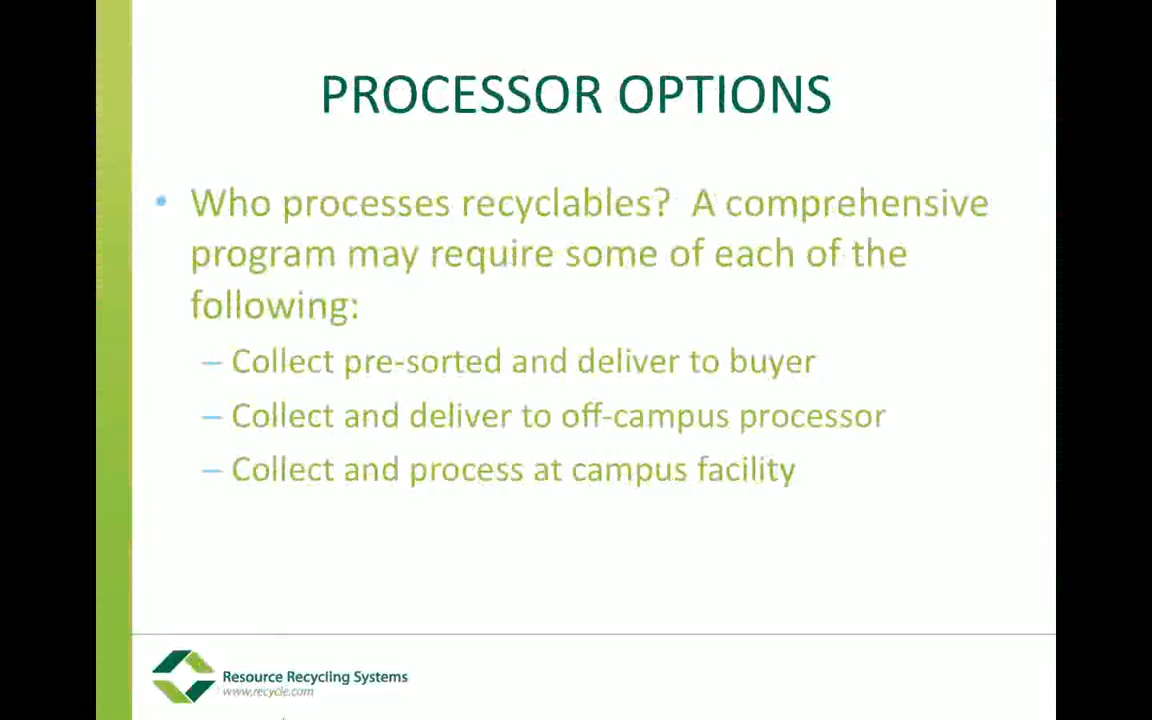 PROCESSOR OPTIONS
• Who processes recyclables? A comprehensive
program may require some of each of the
following:
– Collect pre-sorted and deliver to buyer
– Collect and deliver to off-campus processor
– Collect and process at campus facility
Resource Recycling Systems
www.recycle.com